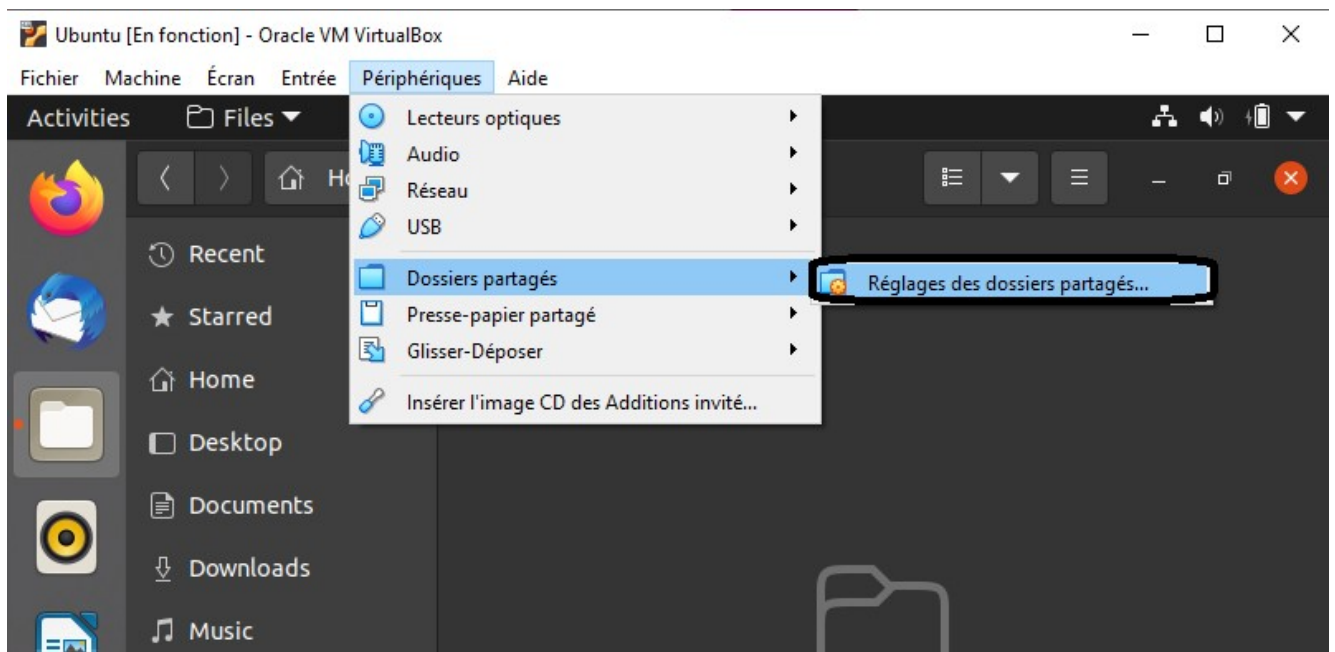 Ubuntu [En fonction] - Oracle VM VirtualBox
Fichier Machine Écran Entrée Périphériques Aide
Activities Files
Lecteurs optiques
Audio
Réseau
USB
Dossiers partagés
Réglages des dossiers partagés...
Presse-papier partagé
Glisser-Déposer
Insérer l'image CD des Additions invité...
Recent
Starred
Home
Desktop
Documents
Downloads
Music